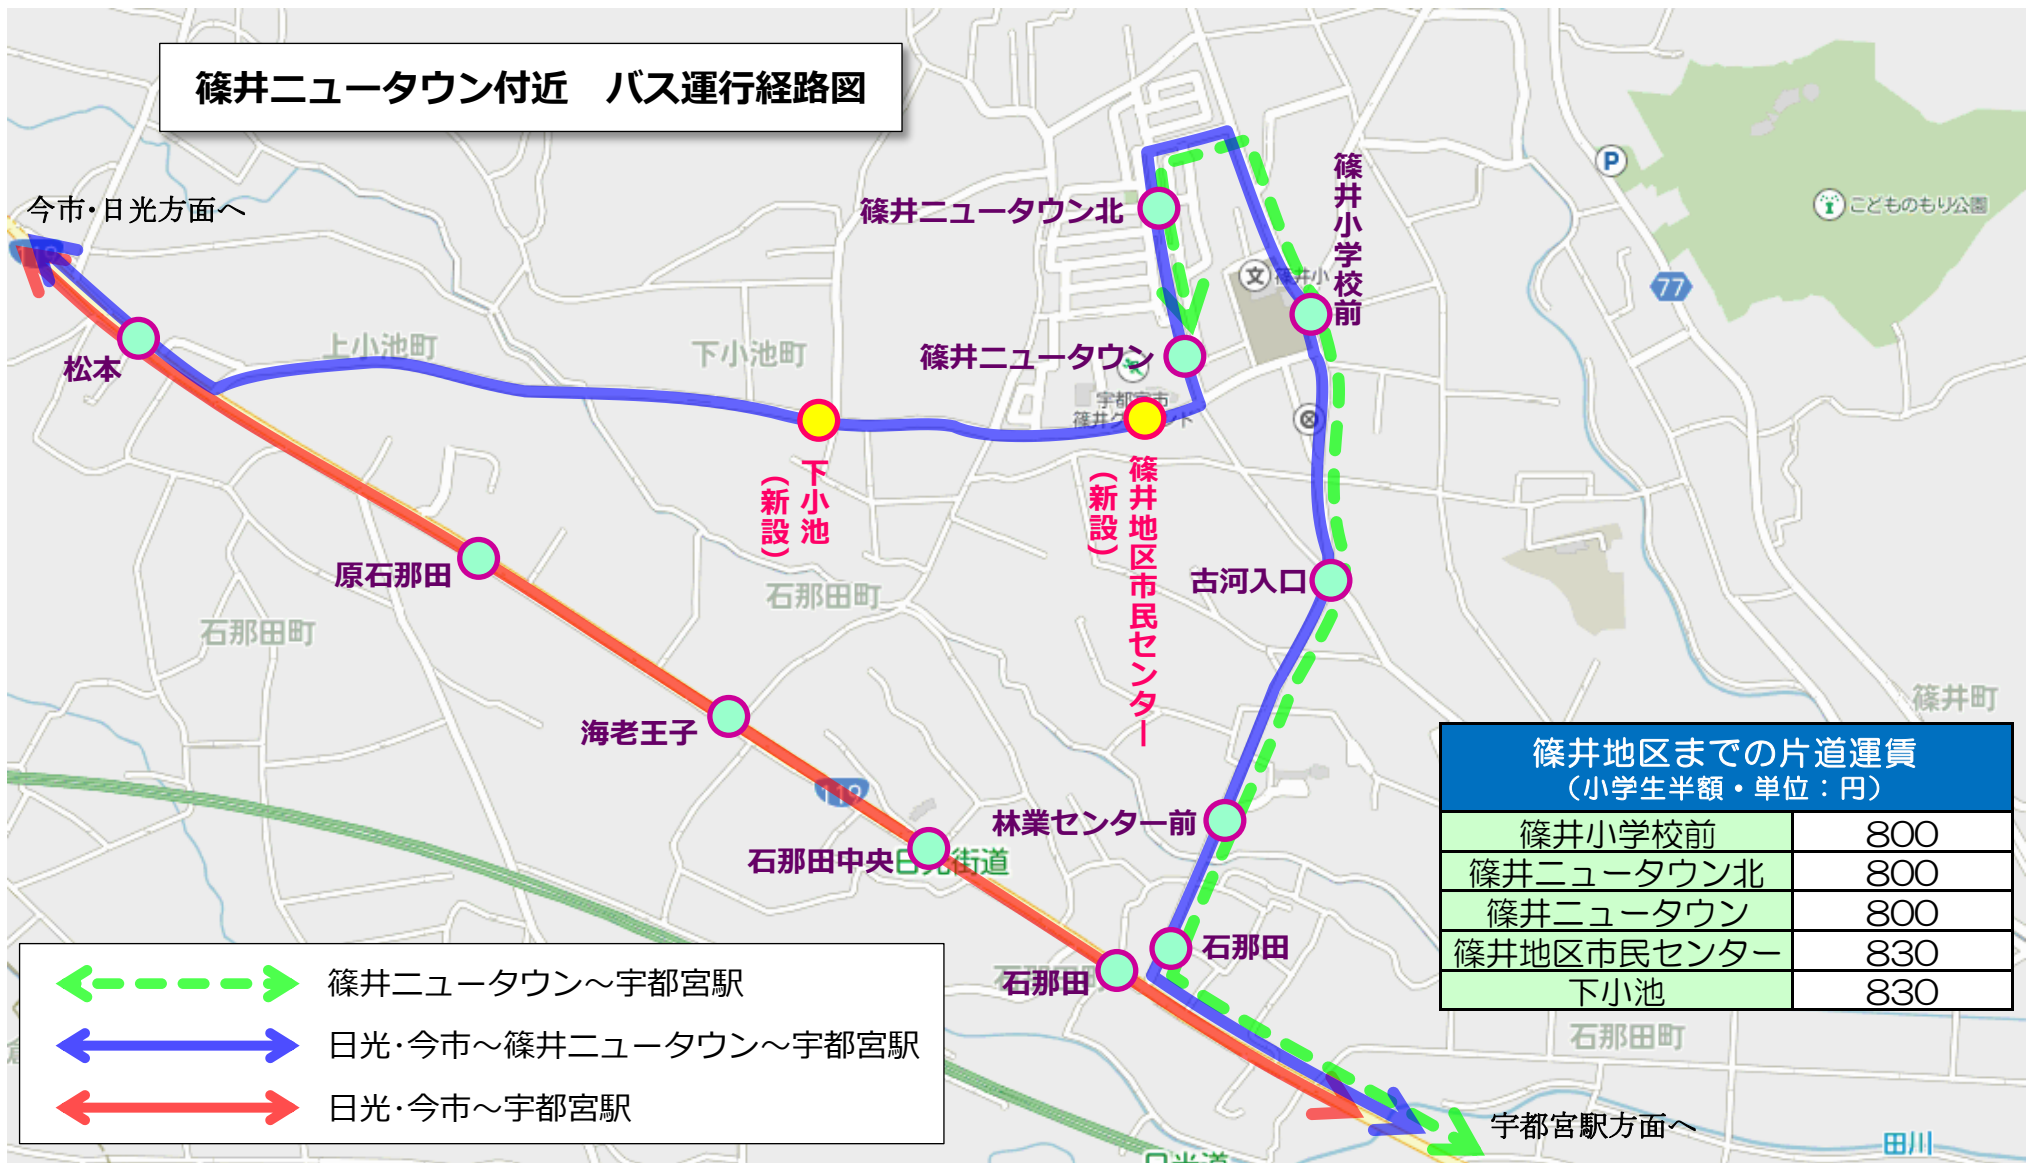 篠井ニュータウン付近　バス運行経路図
今市･日光方面へ
篠井小学校前
篠井ニュータウン北
こどものもり公園
篠井小
77
松本
上小池町
下小池町
篠井ニュータウン
宇都宮市
下小池
（新設）
篠井地区市民センター
（新設）
原石那田
石那田町
石那田町
古河入口
篠井町
海老王子
119
林業センター前
石那田中央
日光街道
石那田
石那田
石那田町
篠井地区までの片道運賃
（小学生半額・単位：円）
篠井小学校前 800
篠井ニュータウン北 800
篠井ニュータウン 800
篠井地区市民センター 830
下小池 830
篠井ニュータウン～宇都宮駅
日光･今市～篠井ニュータウン～宇都宮駅
日光･今市～宇都宮駅
宇都宮駅方面へ
田川